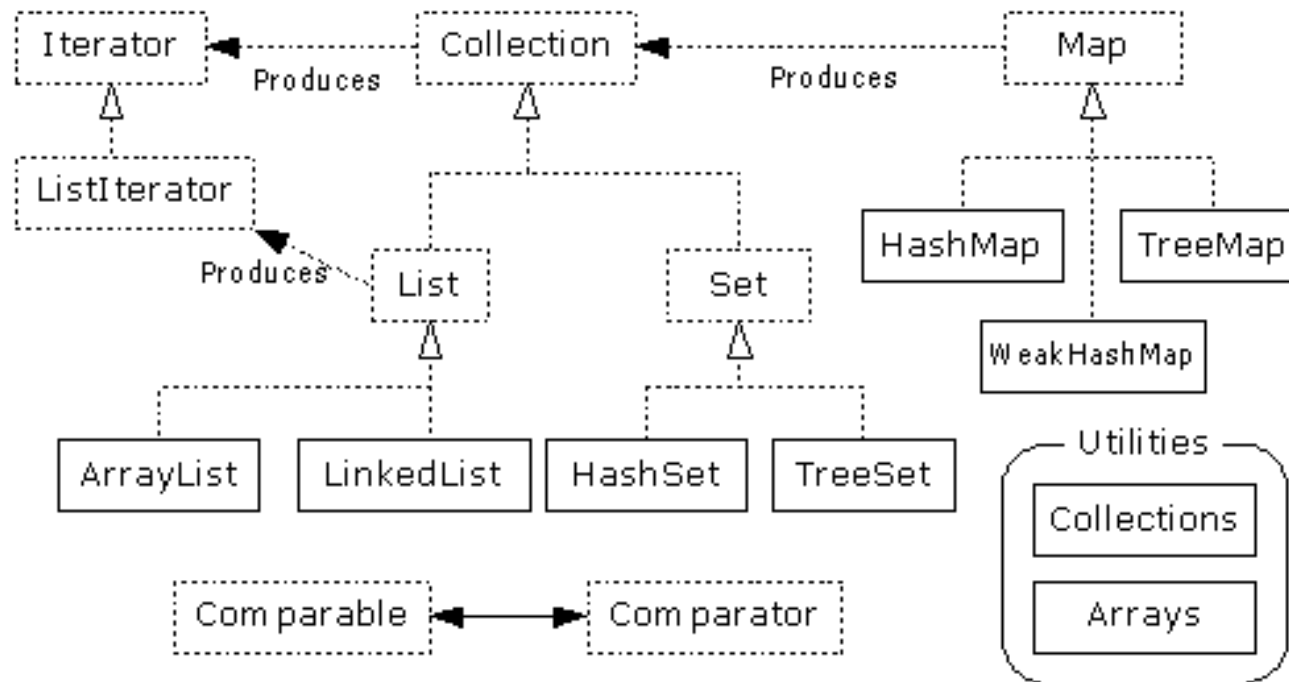 Iterator
Collection
Map
Produces
Produces
ListIterator
HashMap
TreeMap
Produces
List
Set
WeakHashMap
Utilities
ArrayList
LinkedList
HashSet
TreeSet
Collections
Comparable
Comparator
Arrays